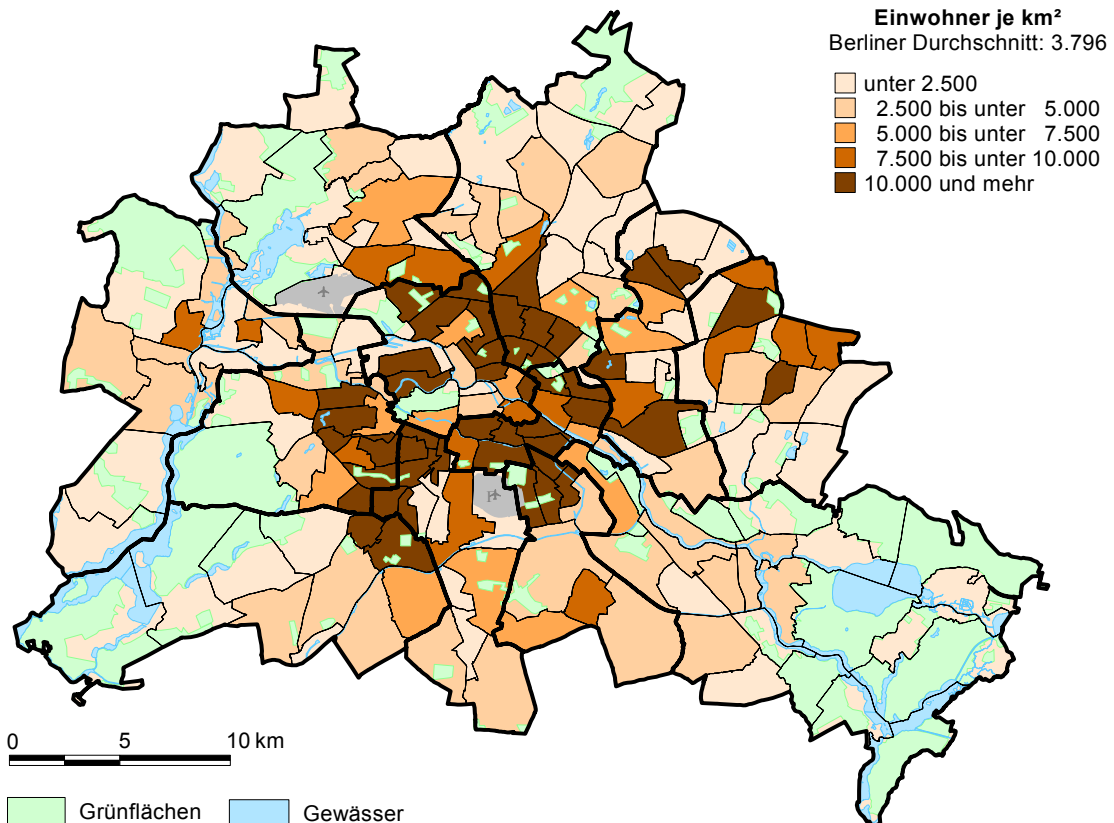 Einwohner je km²
Berliner Durchschnitt: 3.796
unter 2.500
2.500 bis unter 5.000
5.000 bis unter 7.500
7.500 bis unter 10.000
10.000 und mehr
0 5 10 km
Grünflächen Gewässer